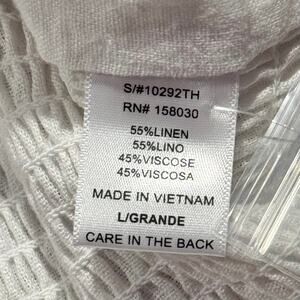 S/#10292TH
RN# 158030
55%LINEN
55%LINO
45%VISCOSE
45%VISCOSA
MADE IN VIETNAM
L/GRANDE
CARE IN THE BACK